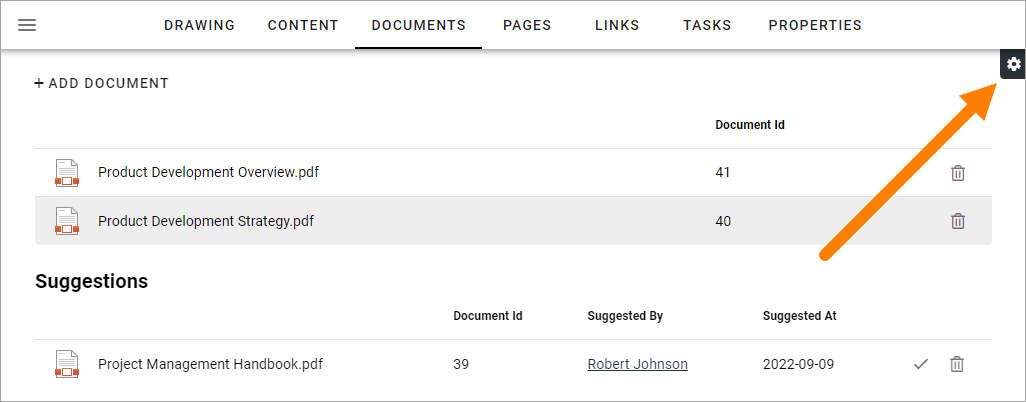 DRAWING CONTENT DOCUMENTS PAGES LINKS TASKS PROPERTIES
+ ADD DOCUMENT
Document Id
Product Development Overview.pdf 41
Product Development Strategy.pdf 40
Suggestions
Document Id Suggested By Suggested At
Project Management Handbook.pdf 39 Robert Johnson 2022-09-09